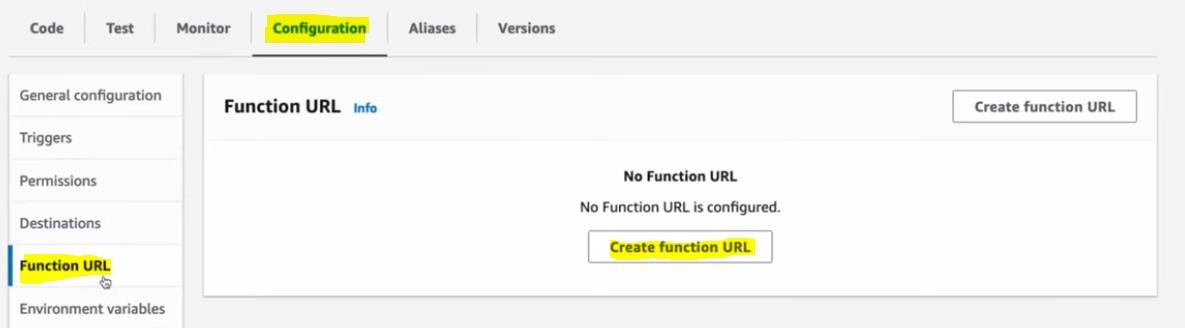 Code Test Monitor Configuration Aliases Versions
General configuration
Triggers
Permissions
Destinations
Function URL
Environment variables
Function URL Info
Create function URL
No Function URL
No Function URL is configured.
Create function URL